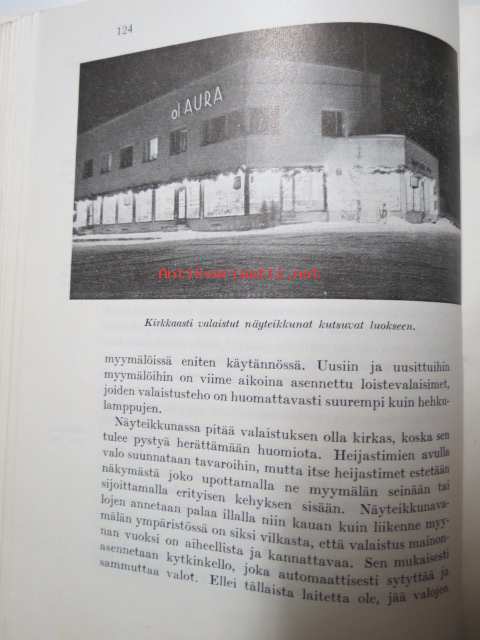 124
ol AURA
Antikvariaatti.net
Kirkkaasti valaistut näyteikkunat kutsuvat luokseen.
myymälöissä eniten käytännössä. Uusiin ja uusittuihin
myymälöihin on viime aikoina asennettu loistevalaisimet,
joiden valaistusteho on huomattavasti suurempi kuin hehku-
lamppujen.
Näyteikkunassa pitää valaistuksen olla kirkas, koska sen
tulee pystyä herättämään huomiota. Heijastimien avulla
valo suunnataan tavaroihin, mutta itse heijastimet estetään
näkymästä joko upottamalla ne myymälän seinään tai
sijoittamalla erityisen kehyksen sisään. Näyteikkunava-
lojen annetaan palaa illalla niin kauan kuin liikenne myy-
mälän ympäristössä on siksi vilkasta, että valaistus mainon-
nan vuoksi on aiheellista ja kannattavaa. Sen mukaisesti
asennetaan kytkinkello, joka automaattisesti sytyttää ja
sammuttaa valot. Ellei tällaista laitetta ole, jää valojen